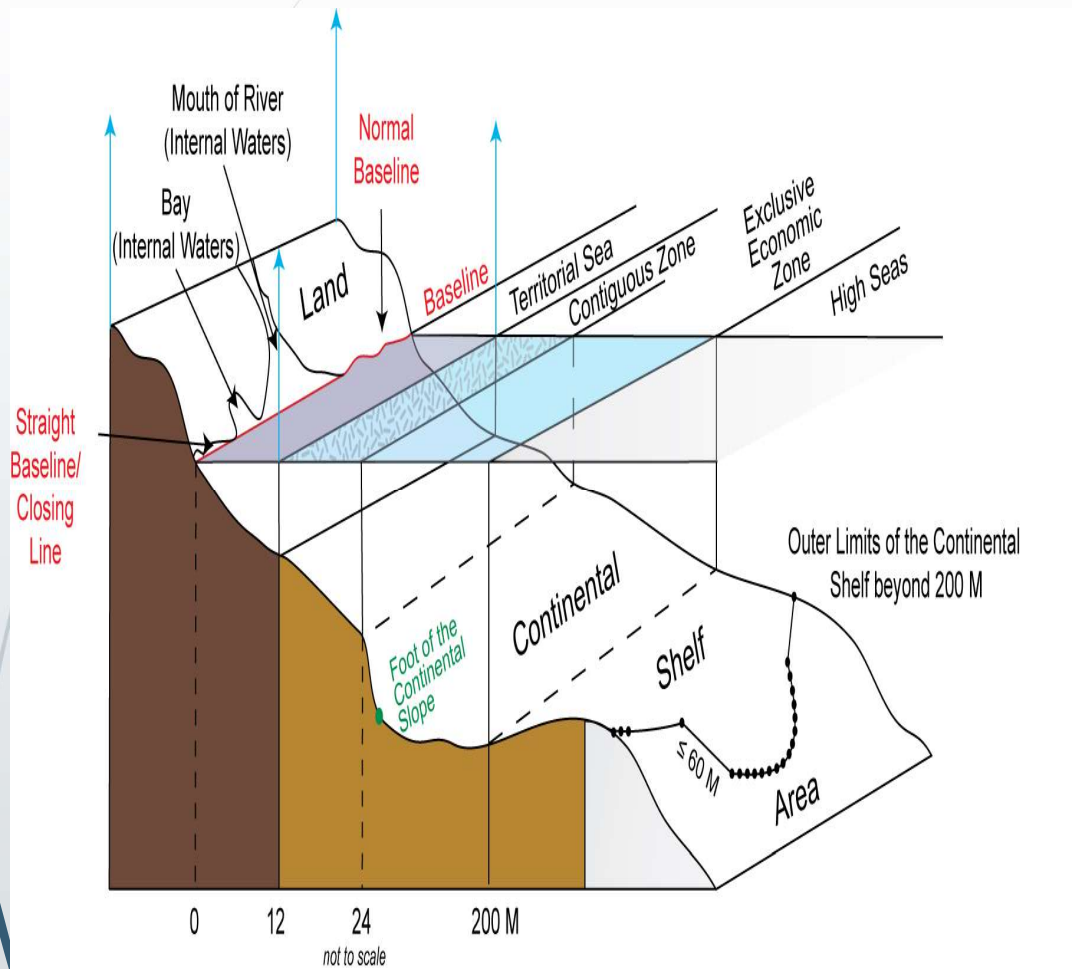 Mouth of River
(Internal Waters)
Normal
Baseline
Bay
(Internal Waters)
Land
Baseline
Territorial Sea
Contiguous Zone
Exclusive
Economic
Zone
High Seas
Straight
Baseline/
Closing
Line
Outer Limits of the Continental
Shelf beyond 200 M
Foot of the
Continental
Slope
Continental
Shelf
≤ 60 M
Area
0
12
24
200 M
not to scale